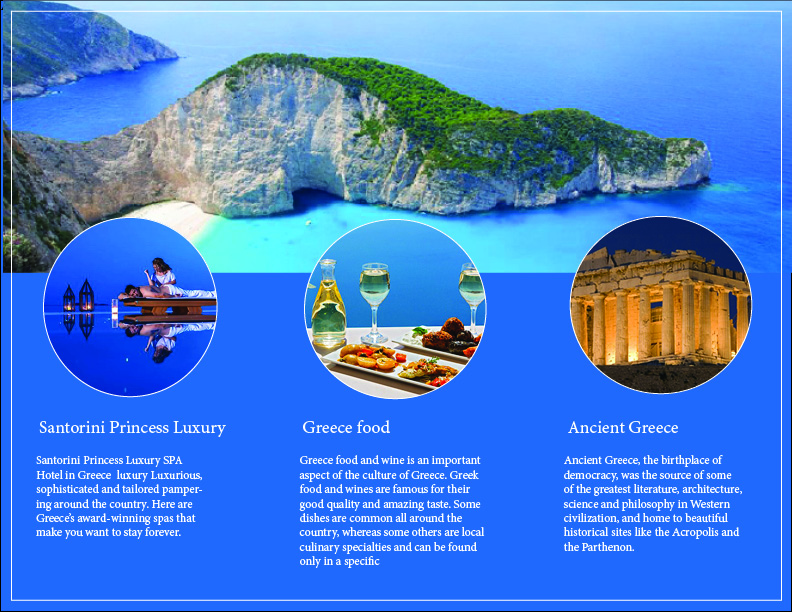 Santorini Princess Luxury
Santorini Princess Luxury SPA
Hotel in Greece  luxury Luxurious,
sophisticated and tailored pamper-
ing around the country. Here are
Greece's award-winning spas that
make you want to stay forever.
Greece food
Greece food and wine is an important
aspect of the culture of Greece. Greek
food and wines are famous for their
good quality and amazing taste. Some
dishes are common all around the
country, whereas some others are local
culinary specialties and can be found
only in a specific
Ancient Greece
Ancient Greece, the birthplace of
democracy, was the source of some
of the greatest literature, architecture,
science and philosophy in Western
civilization, and home to beautiful
historical sites like the Acropolis and
the Parthenon.